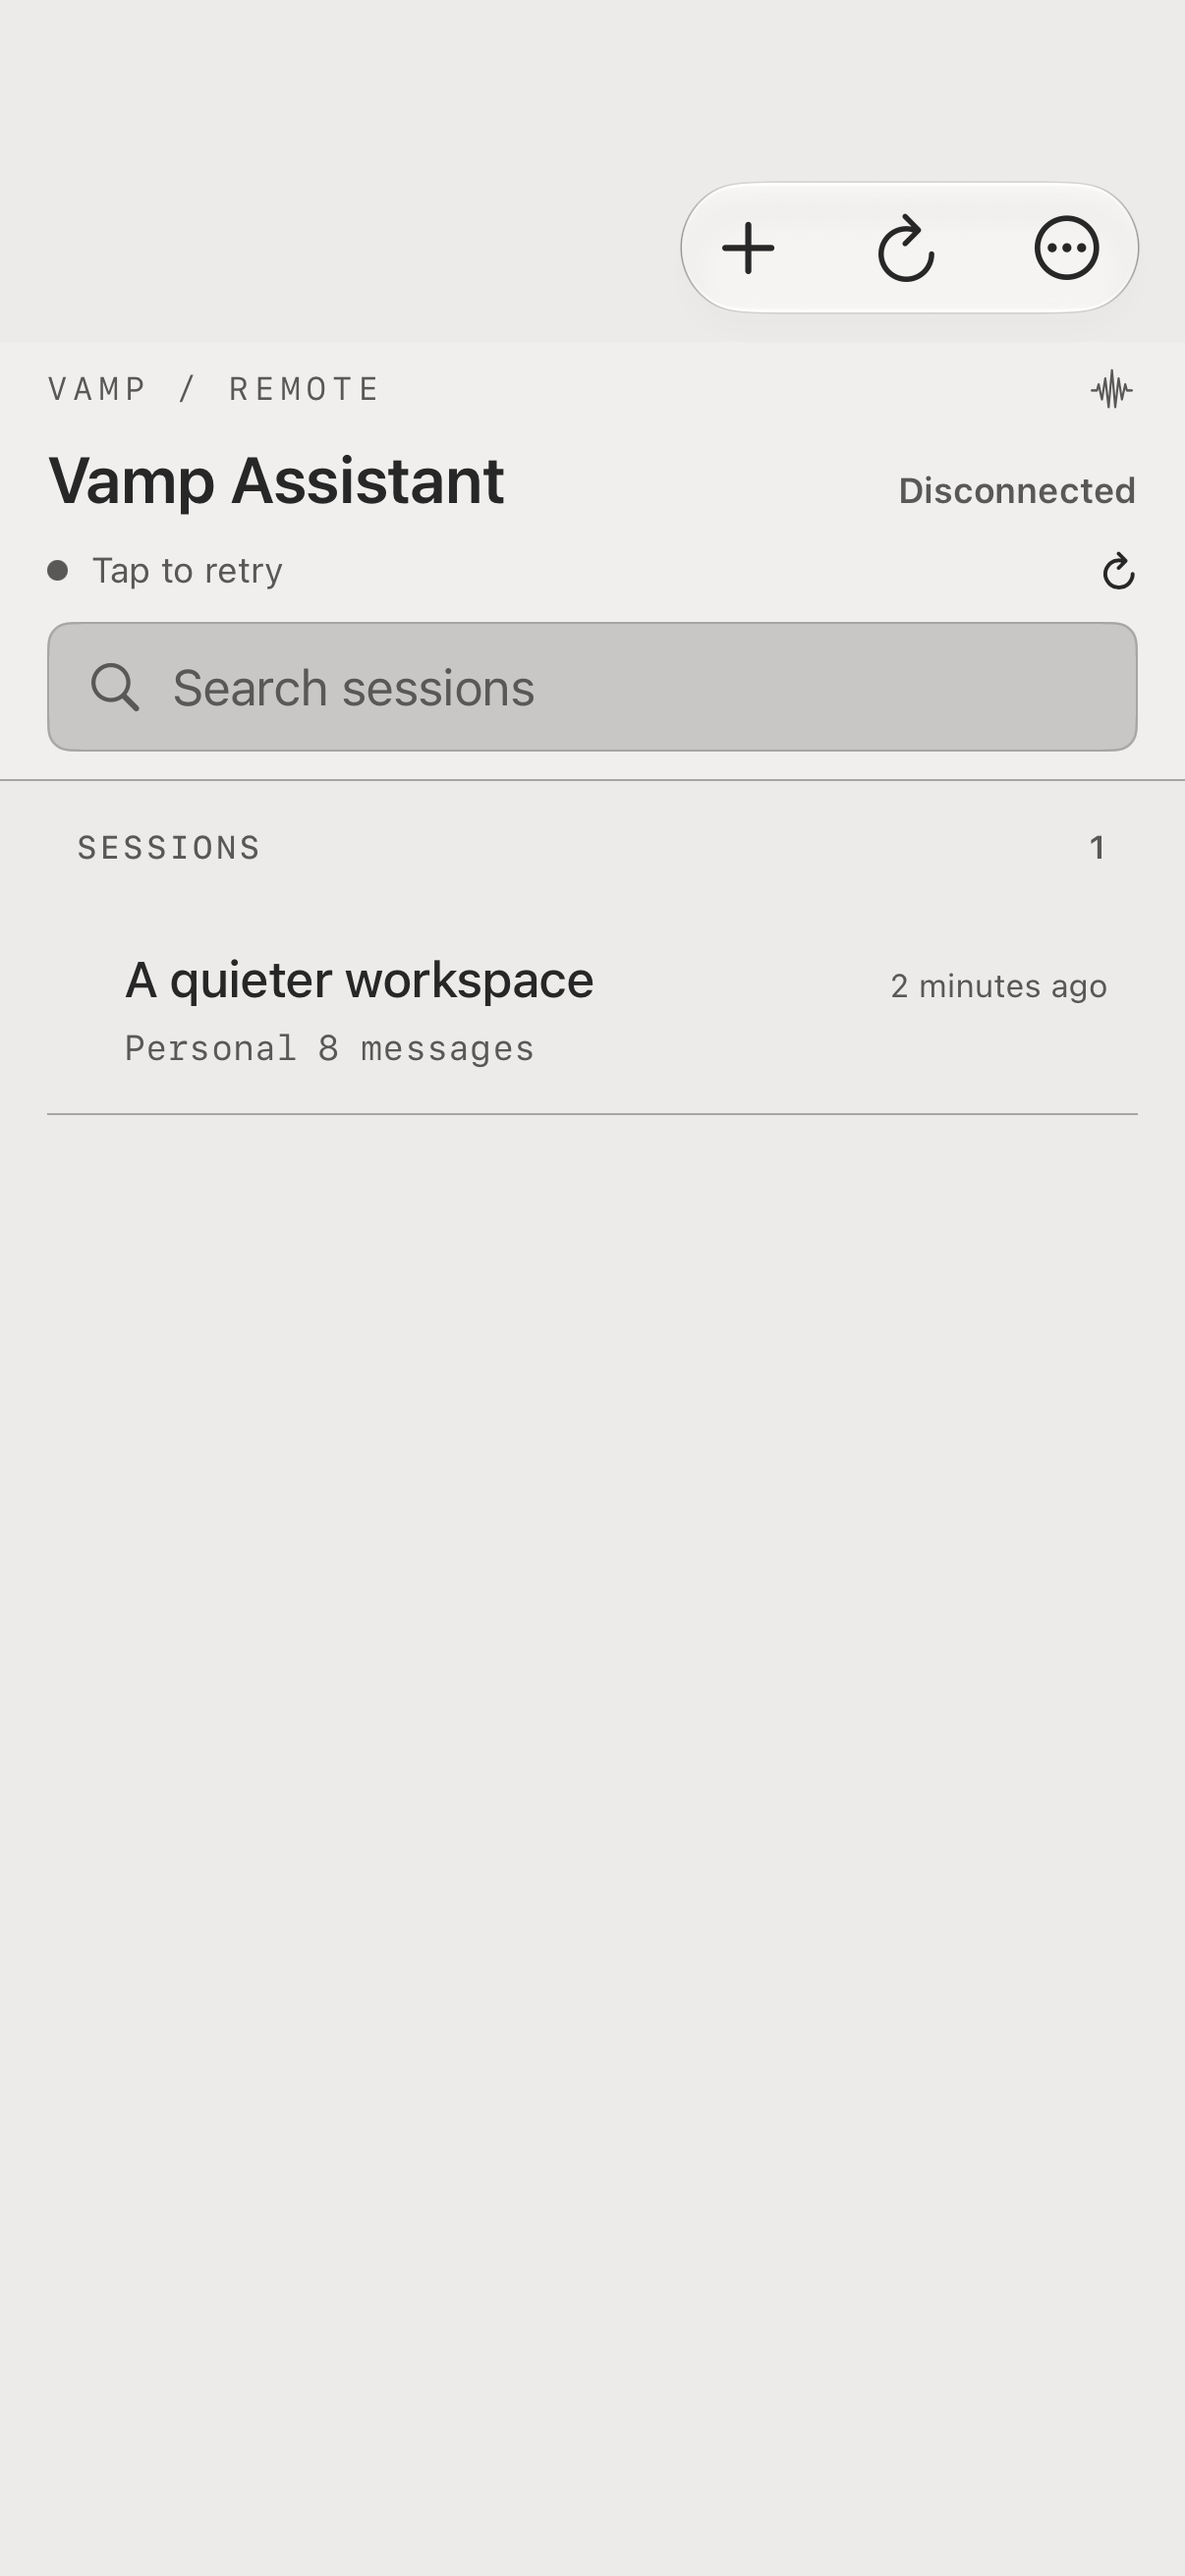 VAMP / REMOTE
Vamp Assistant
Disconnected
Tap to retry
Search sessions
SESSIONS
1
A quieter workspace
2 minutes ago
Personal 8 messages